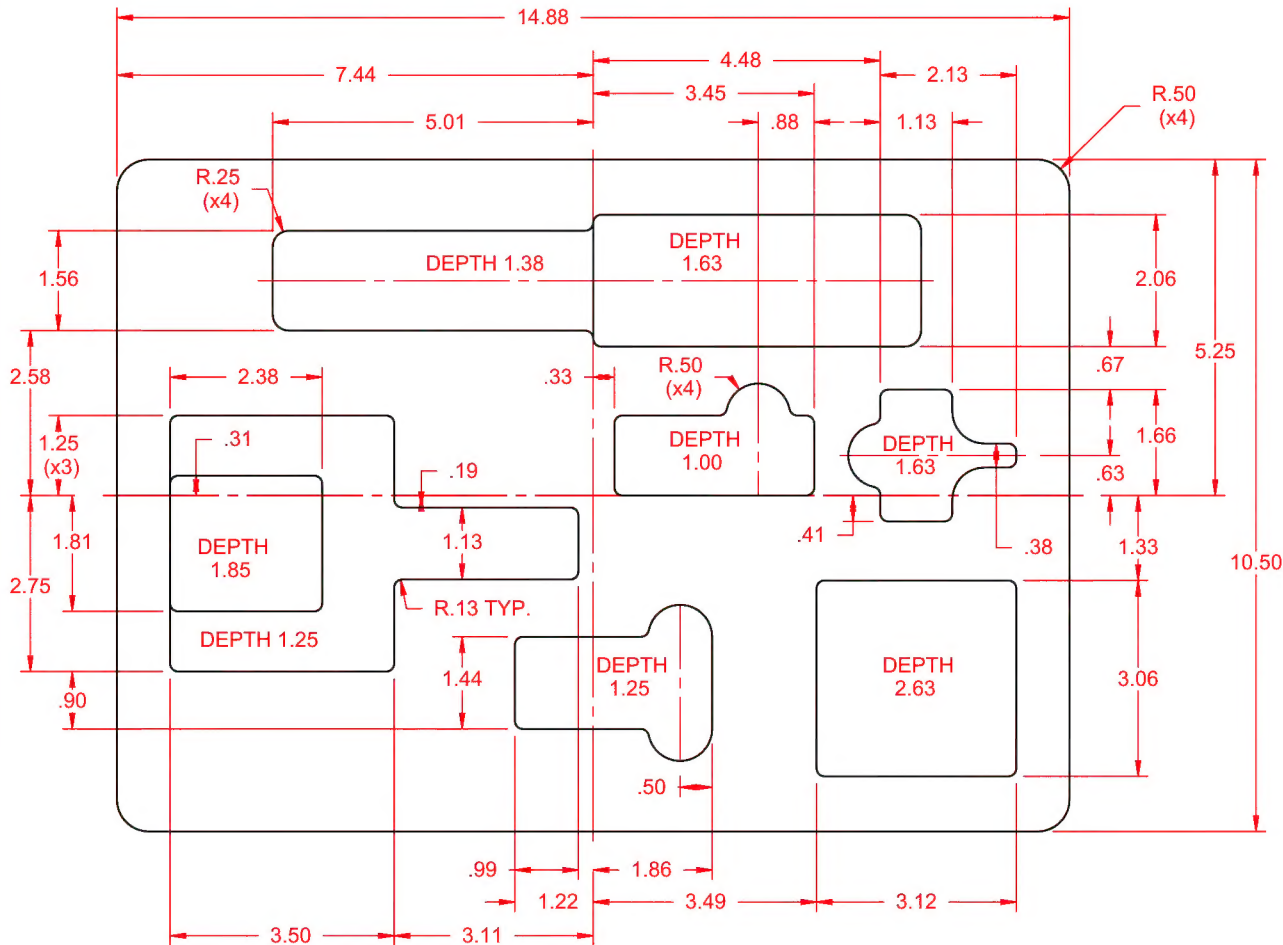 14.88
7.44
4.48
2.13
3.45
5.01
.88
1.13
R.50
(x4)
R.25
(x4)
DEPTH
1.63
DEPTH 1.38
1.56
2.06
5.25
.67
2.58
2.38
.33
R.50
(x4)
1.25
(x3)
.31
DEPTH
1.00
DEPTH
1.63
1.66
.63
.19
.41
.38
1.33
10.50
1.81
DEPTH
1.85
1.13
2.75
R.13 TYP.
DEPTH 1.25
1.44
DEPTH
1.25
DEPTH
2.63
3.06
.90
.50
.99
1.86
1.22
3.49
3.12
3.50
3.11